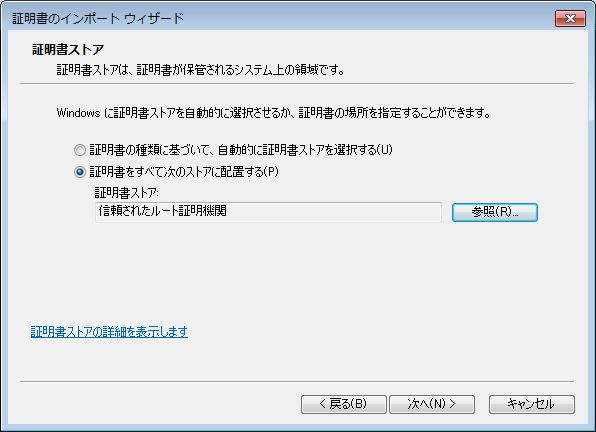 証明書のインポート ウィザード
証明書ストア
証明書ストアは、証明書が保管されるシステム上の領域です。
Windows に証明書ストアを自動的に選択させるか、証明書の場所を指定することができます。
証明書の種類に基づいて、自動的に証明書ストアを選択する(U)
証明書をすべて次のストアに配置する(P)
証明書ストア:
信頼されたルート証明機関
参照(R)...
証明書ストアの詳細を表示します
< 戻る(B)
次へ(N) >
キャンセル